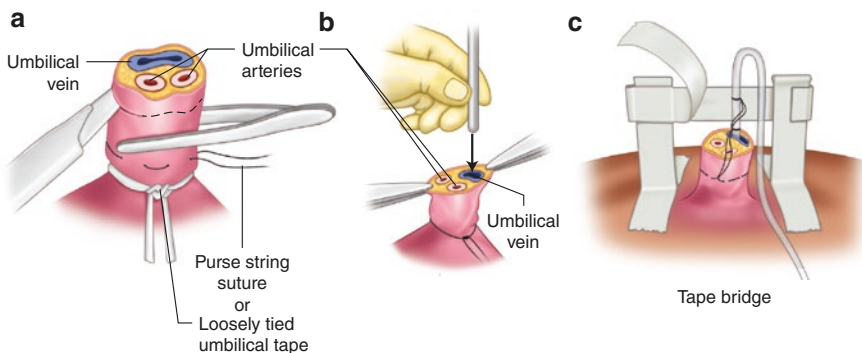 a
Umbilical
vein
Umbilical
arteries
Purse string
suture
or
Loosely tied
umbilical tape
b
Umbilical
vein
c
Tape bridge